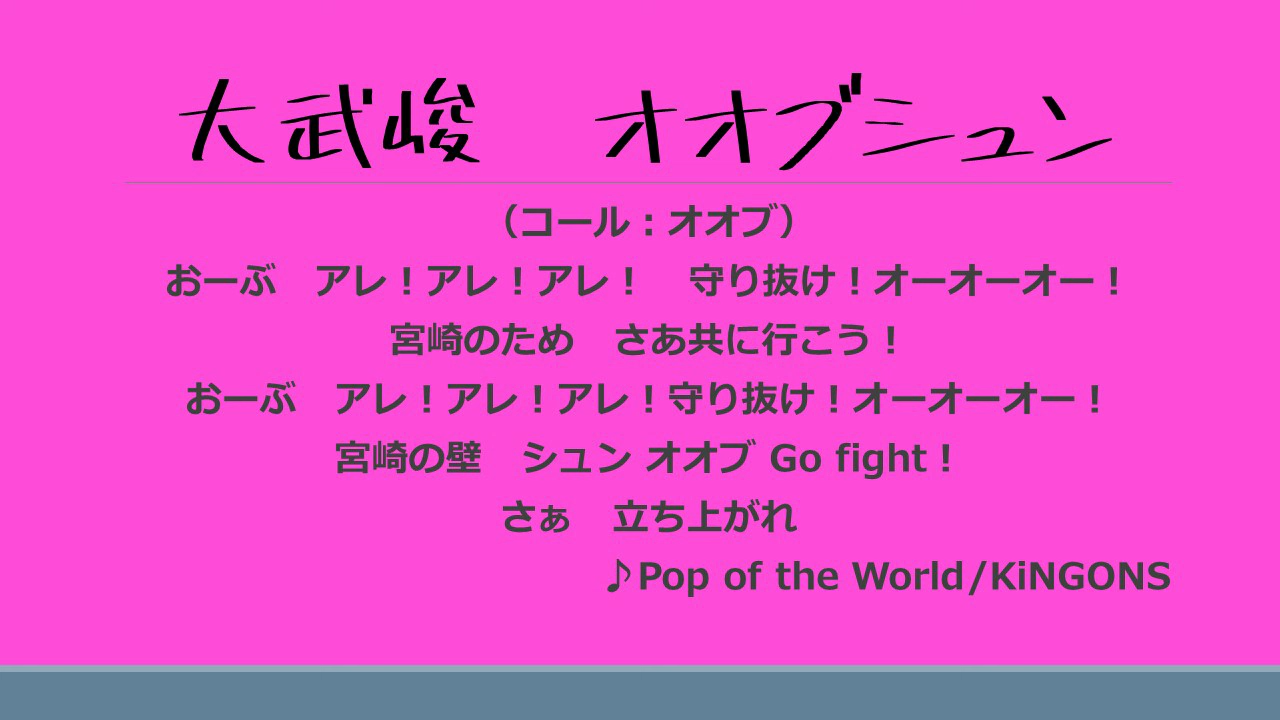 大武峻　オオブシュン
（コール：オオブ）
おーぶ　アレ！アレ！アレ！　守り抜け！オーオーオー！
宮崎のため　さあ共に行こう！
おーぶ　アレ！アレ！アレ！守り抜け！オーオーオー！
宮崎の壁　シュン オオブ Go fight！
さぁ　立ち上がれ
♪Pop of the World/KiNGONS